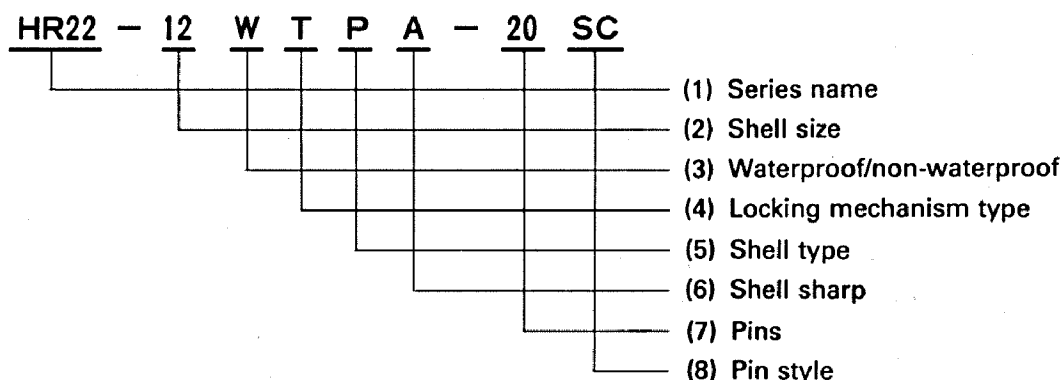 HR22 - 12 W T P A - 20 SC
(1) Series name
(2) Shell size
(3) Waterproof/non-waterproof
(4) Locking mechanism type
(5) Shell type
(6) Shell sharp
(7) Pins
(8) Pin style